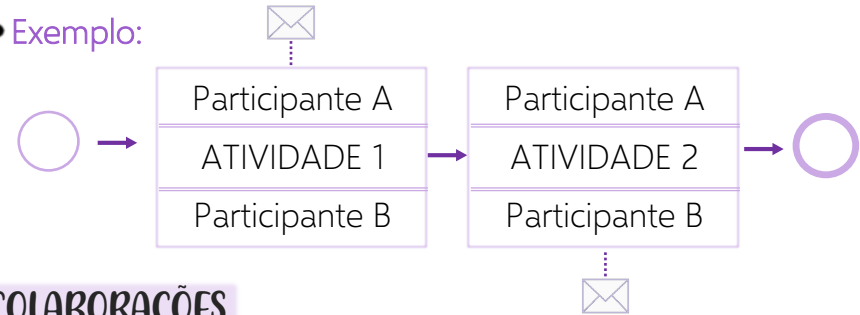 Exemplo:
Participante A
ATIVIDADE 1
Participante B
Participante A
ATIVIDADE 2
Participante B
COLABORAÇÕES